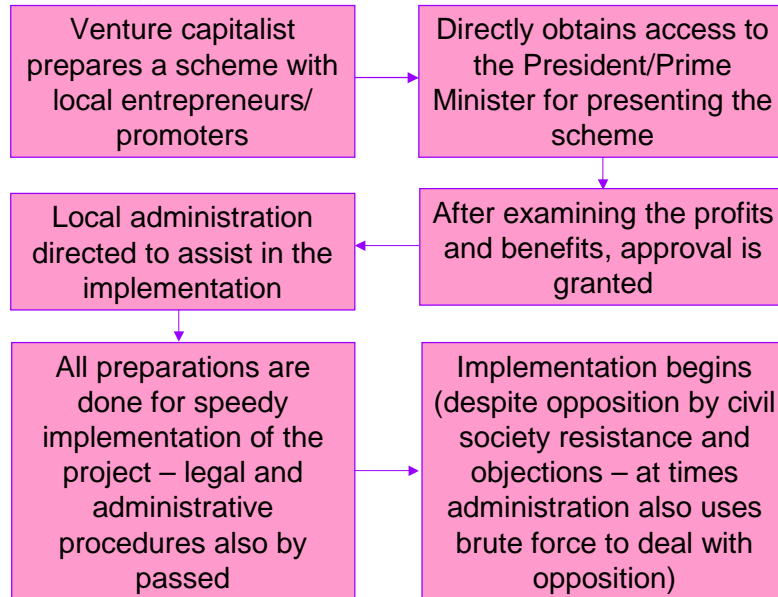 Venture capitalist
prepares a scheme with
local entrepreneurs/
promoters
Directly obtains access to
the President/Prime
Minister for presenting the
scheme
After examining the profits
and benefits, approval is
granted
Local administration
directed to assist in the
implementation
All preparations are
done for speedy
implementation of the
project – legal and
administrative
procedures also by
passed
Implementation begins
(despite opposition by civil
society resistance and
objections – at times
administration also uses
brute force to deal with
opposition)